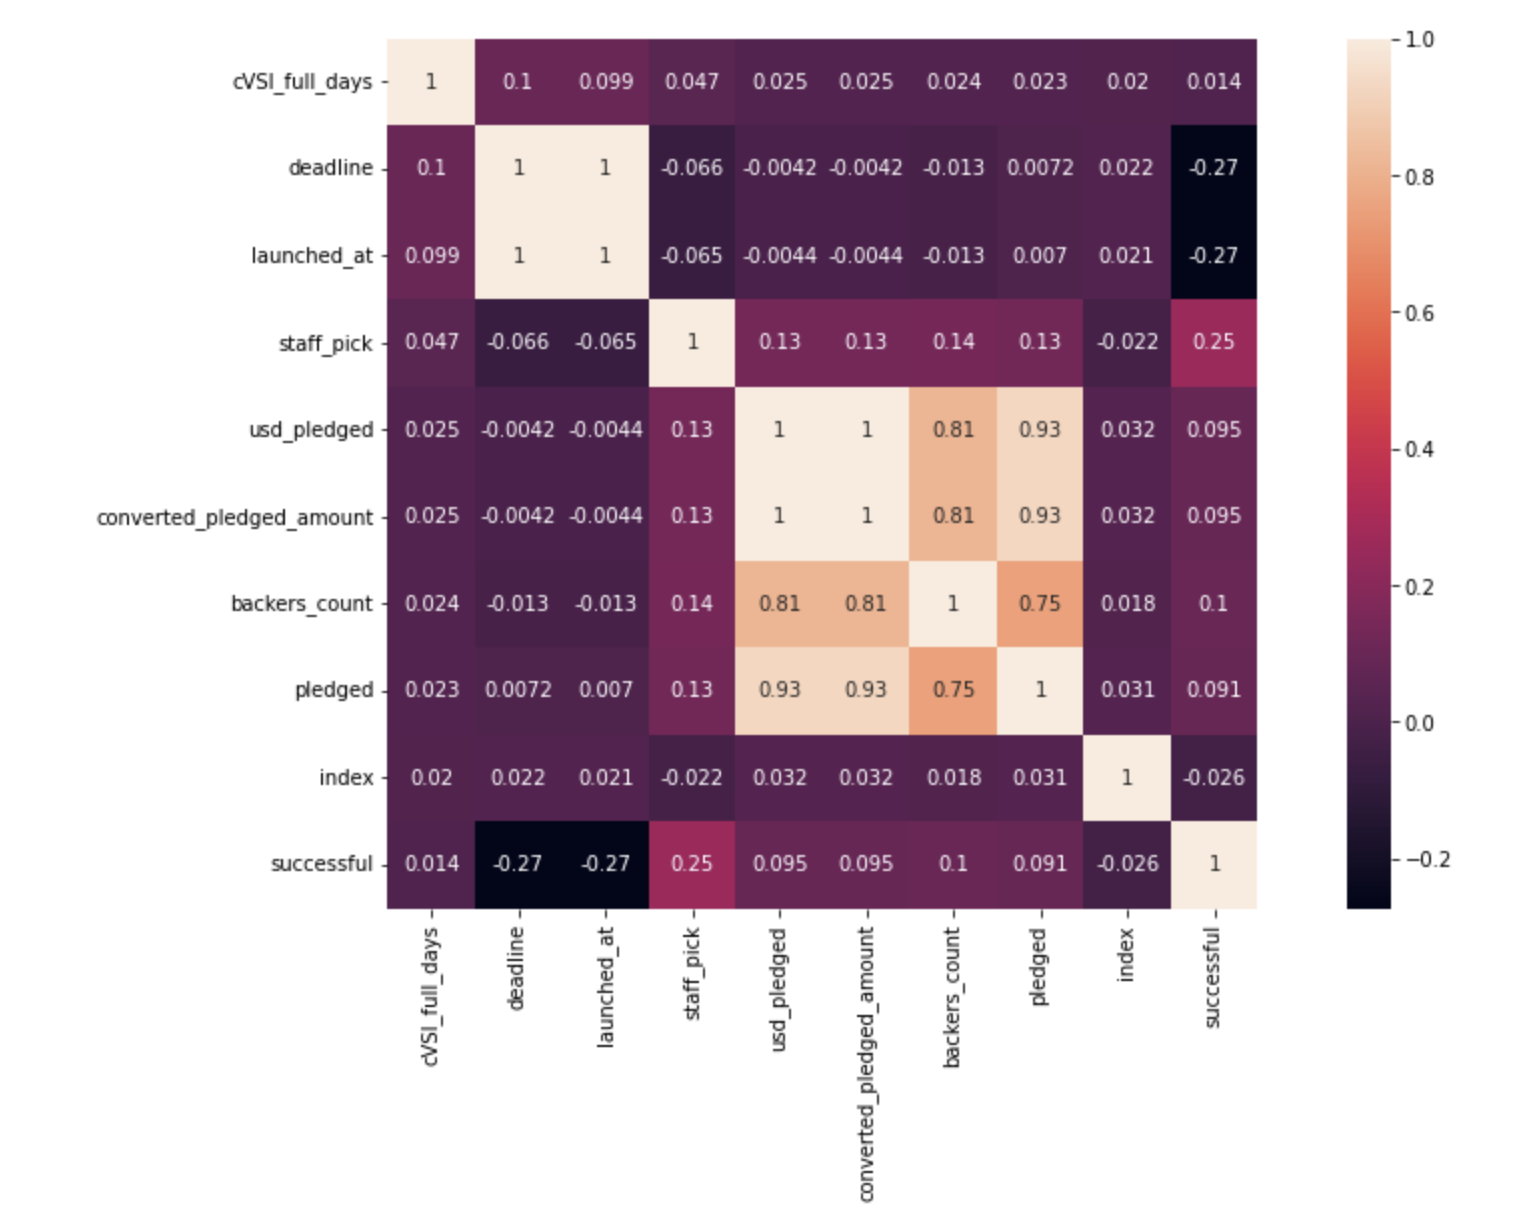 cVSI_full_days 1 0.1 0.099 0.047 0.025 0.025 0.024 0.023 0.02 0.014
deadline 0.1 1 1 -0.066 -0.0042 -0.0042 -0.013 0.0072 0.022 -0.27
launched_at 0.099 1 1 -0.065 -0.0044 -0.0044 -0.013 0.007 0.021 -0.27
staff_pick 0.047 -0.066 -0.065 1 0.13 0.13 0.14 0.13 -0.022 0.25
usd_pledged 0.025 -0.0042 -0.0044 0.13 1 1 0.81 0.93 0.032 0.095
converted_pledged_amount 0.025 -0.0042 -0.0044 0.13 1 1 0.81 0.93 0.032 0.095
backers_count 0.024 -0.013 -0.013 0.14 0.81 0.81 1 0.75 0.018 0.1
pledged 0.023 0.0072 0.007 0.13 0.93 0.93 0.75 1 0.031 0.091
index 0.02 0.022 0.021 -0.022 0.032 0.032 0.018 0.031 1 -0.026
successful 0.014 -0.27 -0.27 0.25 0.095 0.095 0.1 0.091 -0.026 1
cVSI_full_days
deadline
launched_at
staff_pick
usd_pledged
converted_pledged_amount
backers_count
pledged
index
successful
1.0
0.8
0.6
0.4
0.2
0.0
−0.2